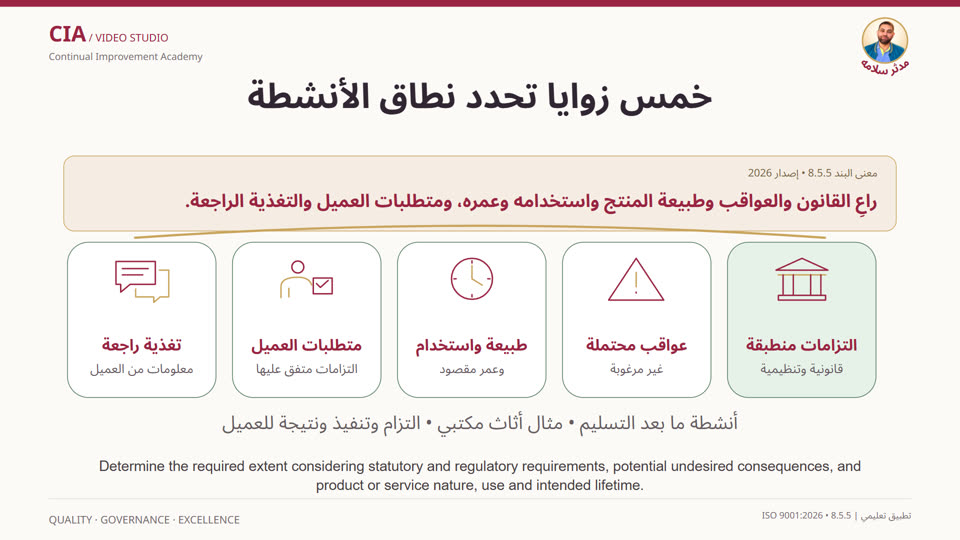 CIA / VIDEO STUDIO
Continual Improvement Academy
مدثر سلامه
خمس زوايا تحدد نطاق الأنشطة
معنى البند 8.5.5 • إصدار 2026
راعِ القانون والعواقب وطبيعة المنتج واستخدامه وعمره، ومتطلبات العميل والتغذية الراجعة.
التزامات منطبقة
قانونية وتنظيمية
عواقب محتملة
غير مرغوبة
طبيعة واستخدام
وعمر مقصود
متطلبات العميل
التزامات متفق عليها
تغذية راجعة
معلومات من العميل
أنشطة ما بعد التسليم • مثال أثاث مكتبي • التزام وتنفيذ ونتيجة للعميل
Determine the required extent considering statutory and regulatory requirements, potential undesired consequences, and
product or service nature, use and intended lifetime.
QUALITY · GOVERNANCE · EXCELLENCE
تطبيق تعليمي | ISO 9001:2026 • 8.5.5